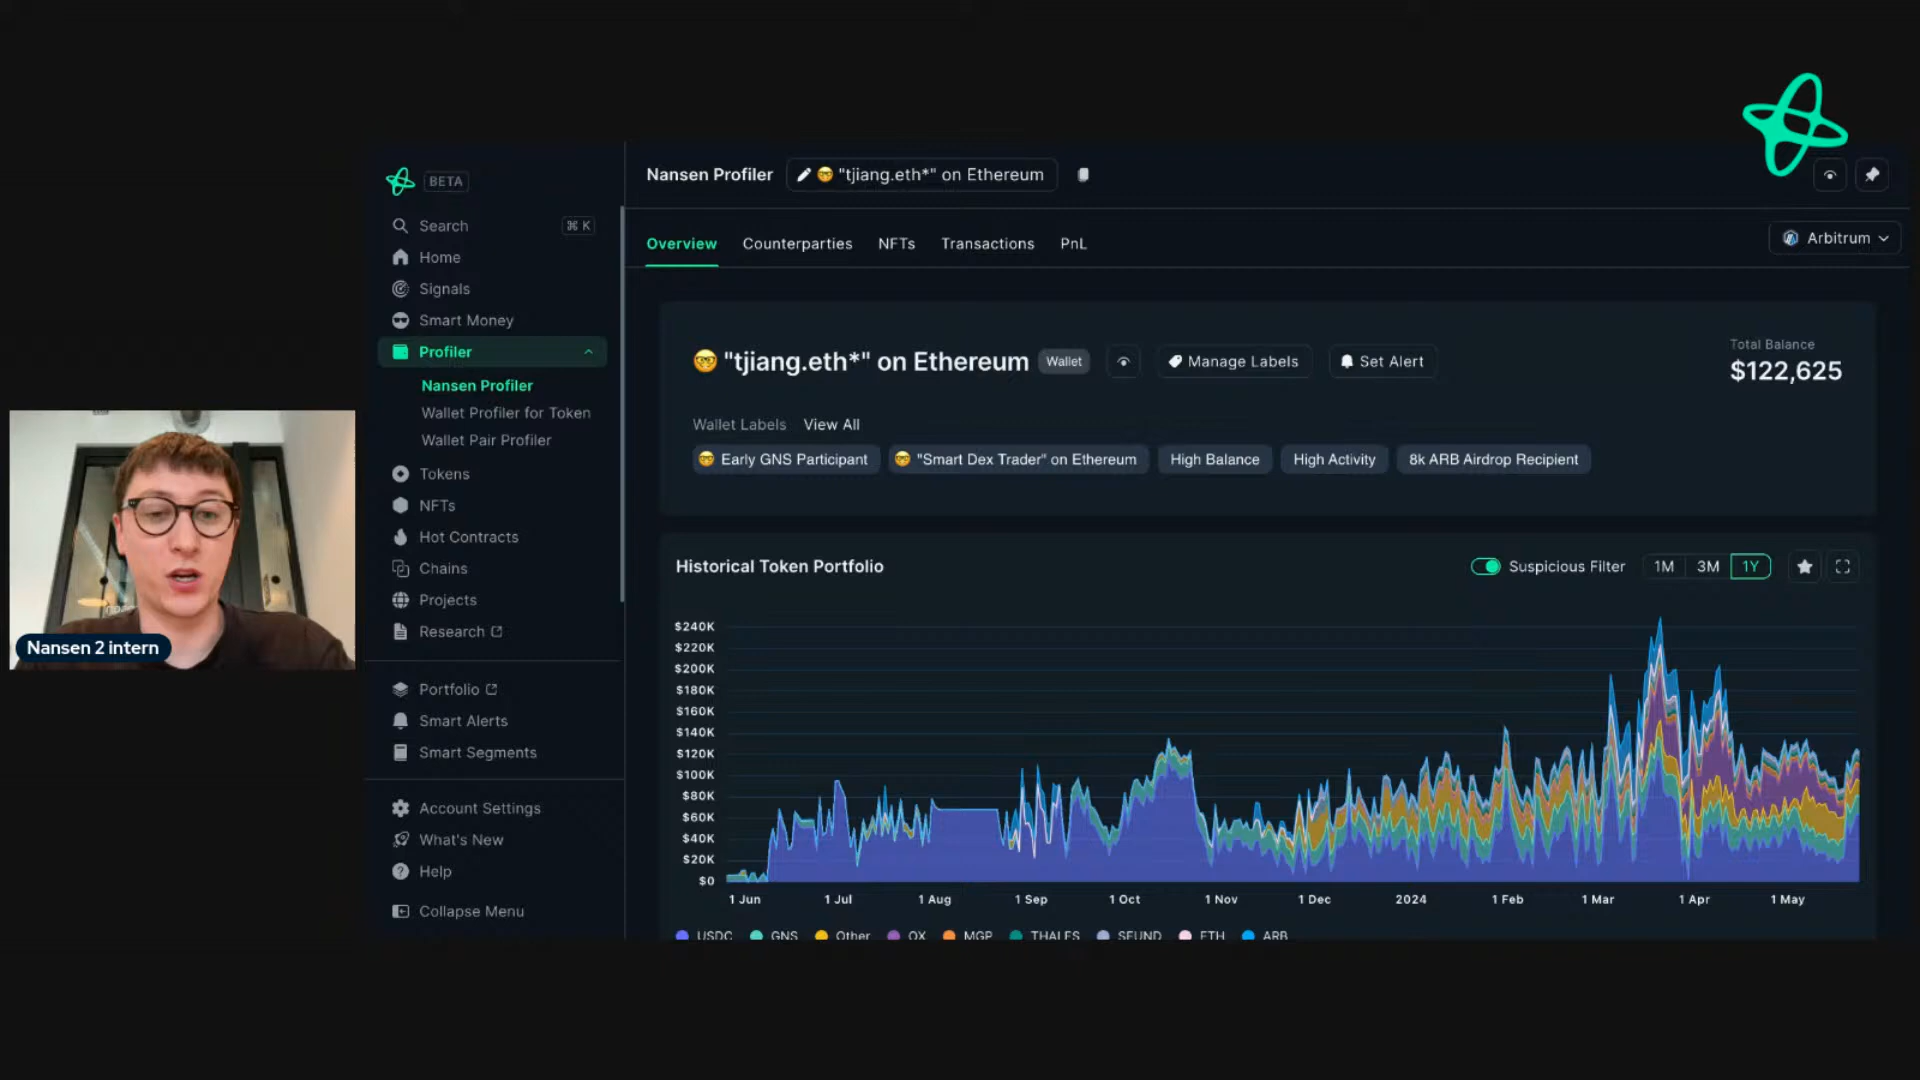 Nansen Profiler
"tjiang.eth*" on Ethereum
BETA
Search
⌘ K
Home
Signals
Smart Money
Profiler
Nansen Profiler
Wallet Profiler for Token
Wallet Pair Profiler
Tokens
NFTs
Hot Contracts
Chains
Projects
Research
Portfolio
Smart Alerts
Smart Segments
Account Settings
What's New
Help
Collapse Menu
Overview Counterparties NFTs Transactions PnL
Arbitrum
"tjiang.eth*" on Ethereum
Wallet
Manage Labels
Set Alert
Total Balance
$122,625
Wallet Labels View All
Early GNS Participant
"Smart Dex Trader" on Ethereum
High Balance
High Activity
8k ARB Airdrop Recipient
Historical Token Portfolio
Suspicious Filter
1M 3M 1Y
$240K
$220K
$200K
$180K
$160K
$140K
$120K
$100K
$80K
$60K
$40K
$20K
$0
1 Jun 1 Jul 1 Aug 1 Sep 1 Oct 1 Nov 1 Dec 2024 1 Feb 1 Mar 1 Apr 1 May
USDC GNS Other OX MGP THALES SFUND ETH ARB
Nansen 2 intern